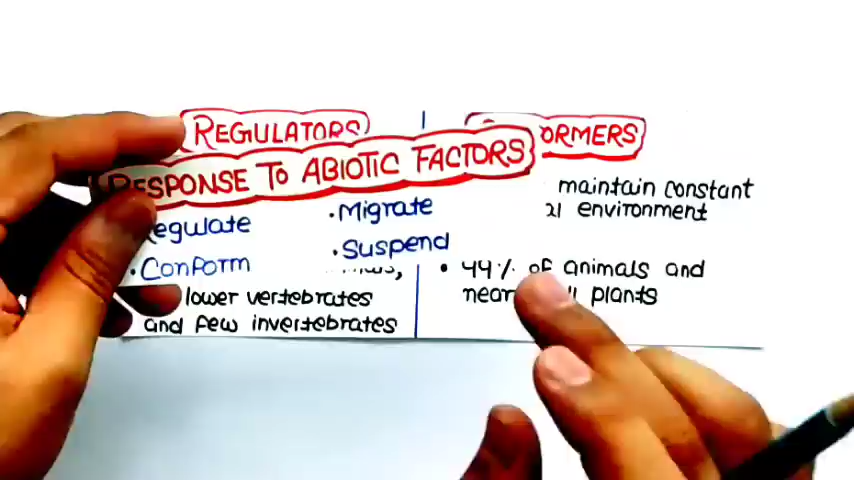 REGULATORS
ORMERS
RESPONSE TO ABIOTIC FACTORS
egulate
• Migrate
• Conform
• Suspend
maintain constant
environment
lower vertebrates
and few invertebrates
• 99% of animals and
plants